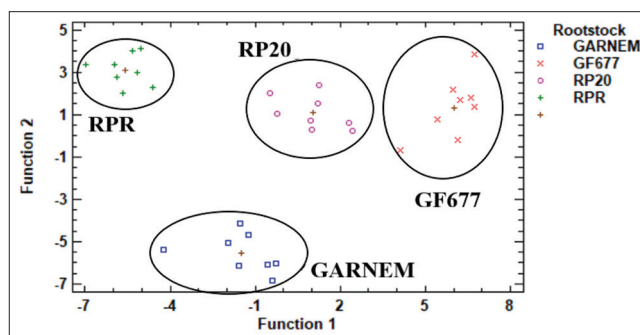 Rootstock
GARNEM
GF677
RP20
RPR
5
3
1
-1
-3
-5
-7
Function 2
RPR
RP20
GF677
GARNEM
-7
-4
-1
2
5
8
Function 1